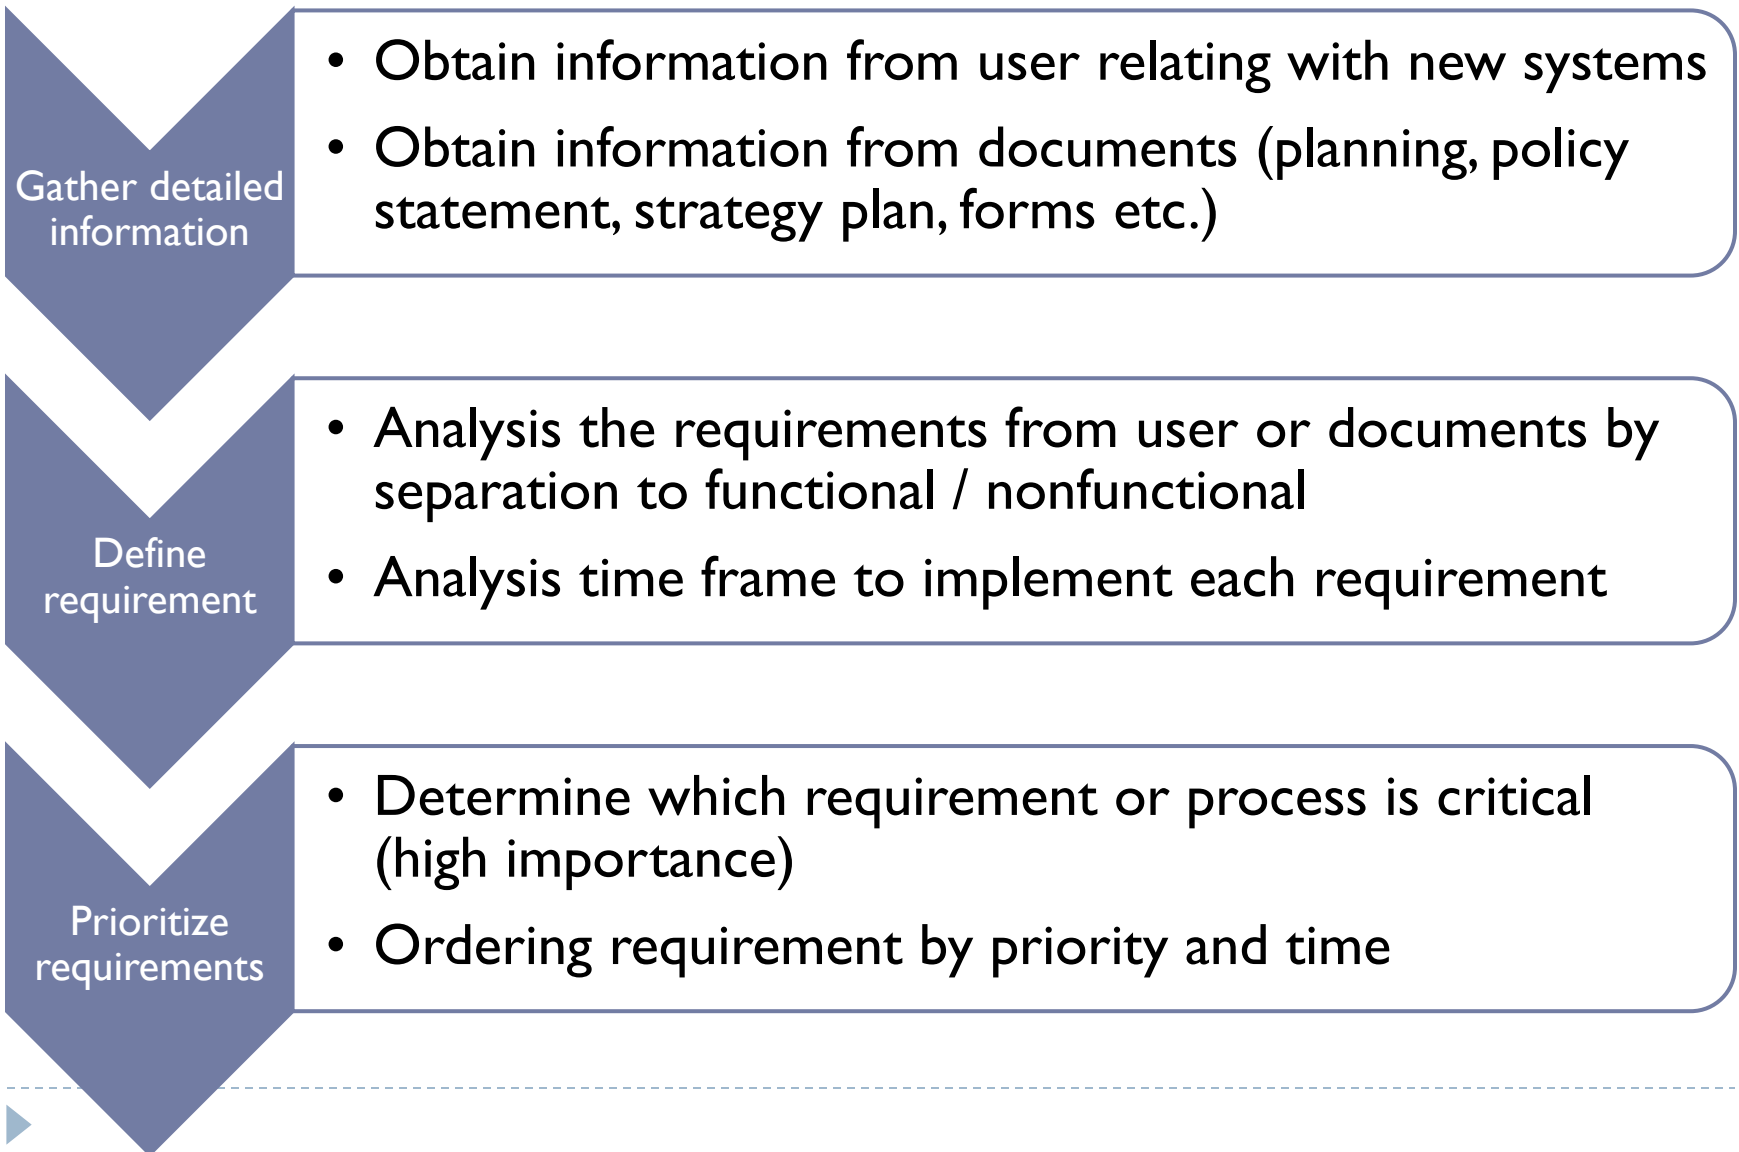 Gather detailed
information
• Obtain information from user relating with new systems
• Obtain information from documents (planning, policy
statement, strategy plan, forms etc.)
Define
requirement
• Analysis the requirements from user or documents by
separation to functional / nonfunctional
• Analysis time frame to implement each requirement
Prioritize
requirements
• Determine which requirement or process is critical
(high importance)
• Ordering requirement by priority and time